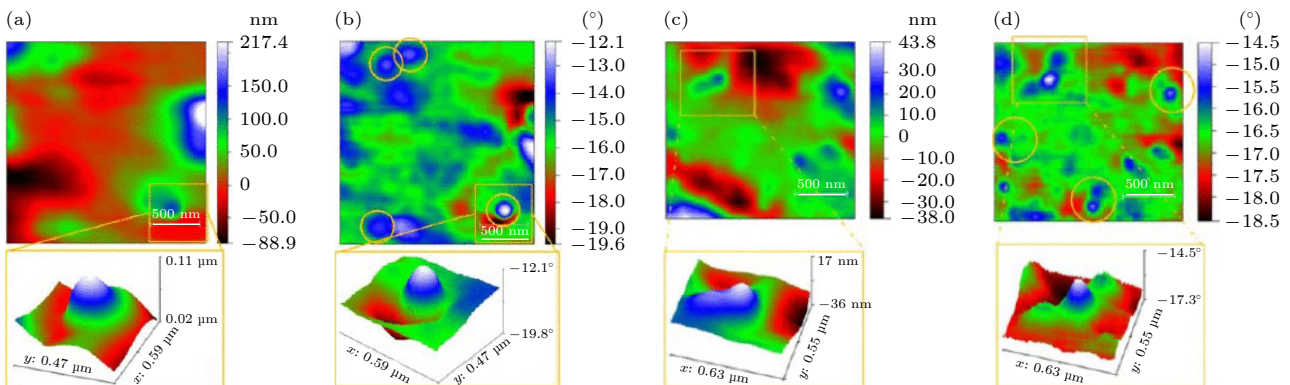 (a)
nm
217.4
150.0
100.0
50.0
0
−50.0
−88.9
500 nm
0.11 µm
0.02 µm
y: 0.47 µm
x: 0.59 µm
(b)
(°)
−12.1
−13.0
−14.0
−15.0
−16.0
−17.0
−18.0
−19.0
−19.6
500 nm
−12.1°
−19.8°
x: 0.59 µm
y: 0.47 µm
(c)
nm
43.8
30.0
20.0
10.0
0
−10.0
−20.0
−30.0
−38.0
500 nm
17 nm
−36 nm
x: 0.63 µm
y: 0.55 µm
(d)
(°)
−14.5
−15.0
−15.5
−16.0
−16.5
−17.0
−17.5
−18.0
−18.5
500 nm
−14.5°
−17.3°
x: 0.63 µm
y: 0.55 µm